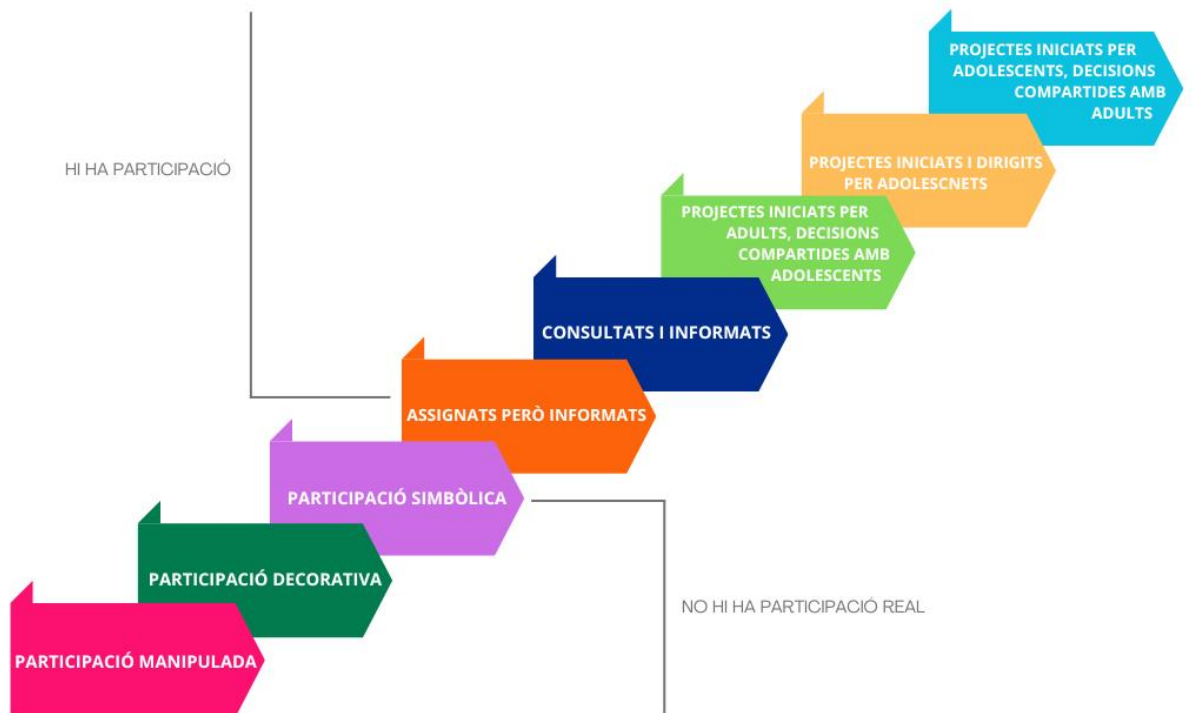 PROJECTES INICIATS PER
ADOLESCENTS, DECISIONS
COMPARTIDES AMB
ADULTS
HI HA PARTICIPACIÓ
PROJECTES INICIATS I DIRIGITS
PER ADOLESCNETS
PROJECTES INICIATS PER
ADULTS, DECISIONS
COMPARTIDES AMB
ADOLESCENTS
CONSULTATS I INFORMATS
ASSIGNATS PERÒ INFORMATS
PARTICIPACIÓ SIMBÒLICA
PARTICIPACIÓ DECORATIVA
NO HI HA PARTICIPACIÓ REAL
PARTICIPACIÓ MANIPULADA